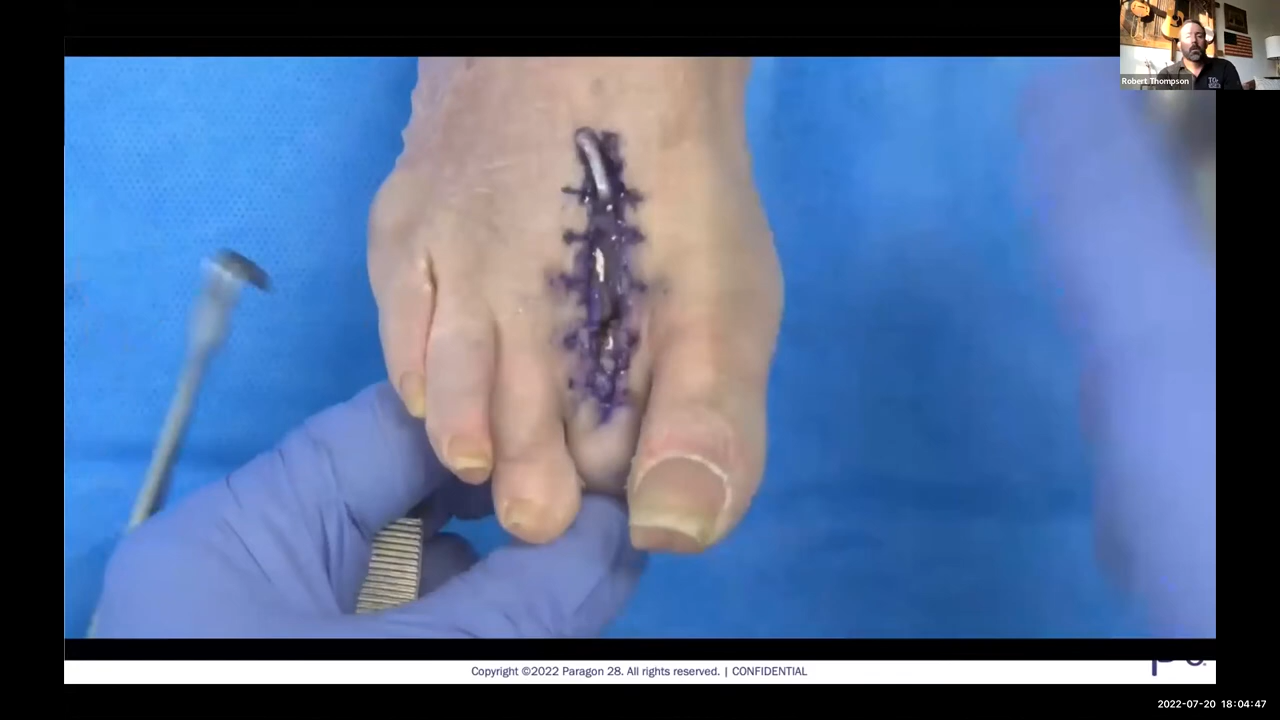 Robert Thompson
Copyright ©2022 Paragon 28. All rights reserved. | CONFIDENTIAL
2022-07-20 18:04:47